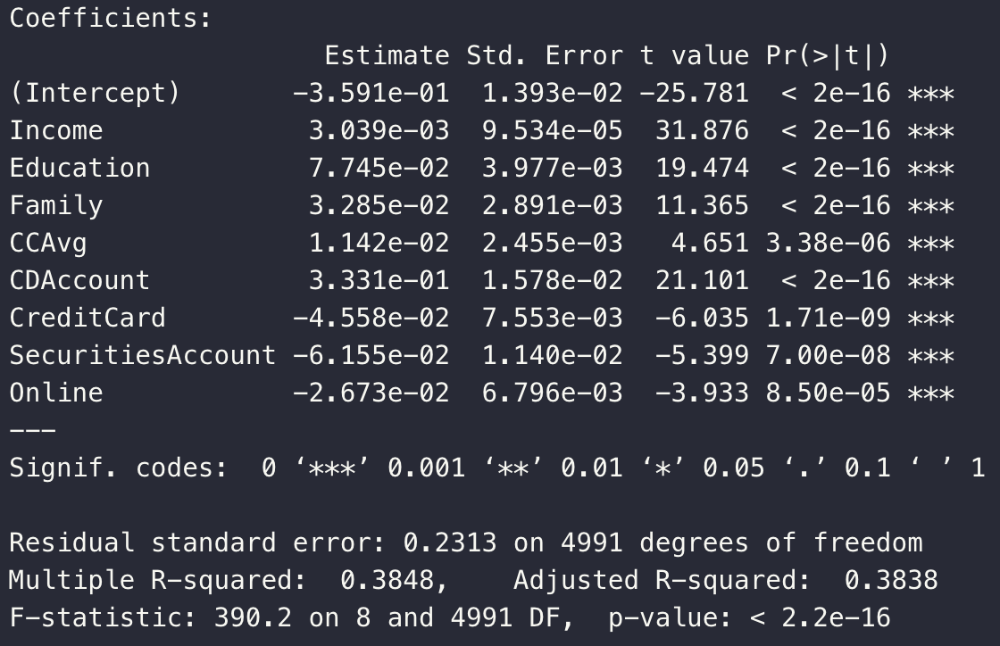 Coefficients:
                    Estimate Std. Error t value Pr(>|t|)
(Intercept)       -3.591e-01  1.393e-02 -25.781  < 2e-16 ***
Income             3.039e-03  9.534e-05  31.876  < 2e-16 ***
Education          7.745e-02  3.977e-03  19.474  < 2e-16 ***
Family             3.285e-02  2.891e-03  11.365  < 2e-16 ***
CCAvg              1.142e-02  2.455e-03   4.651 3.38e-06 ***
CDAccount          3.331e-01  1.578e-02  21.101  < 2e-16 ***
CreditCard        -4.558e-02  7.553e-03  -6.035 1.71e-09 ***
SecuritiesAccount -6.155e-02  1.140e-02  -5.399 7.00e-08 ***
Online            -2.673e-02  6.796e-03  -3.933 8.50e-05 ***
---
Signif. codes:  0 ‘***’ 0.001 ‘**’ 0.01 ‘*’ 0.05 ‘.’ 0.1 ‘ ’ 1
Residual standard error: 0.2313 on 4991 degrees of freedom
Multiple R-squared:  0.3848,    Adjusted R-squared:  0.3838
F-statistic: 390.2 on 8 and 4991 DF,  p-value: < 2.2e-16